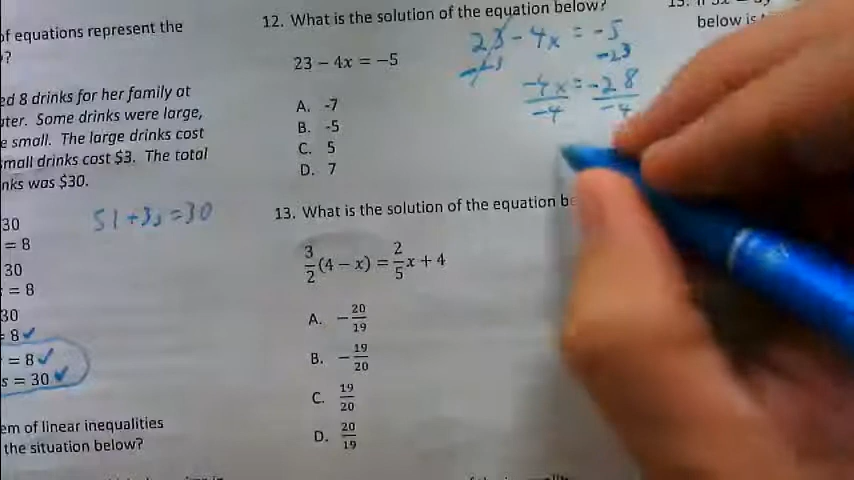 of equations represent the
?
ed 8 drinks for her family at
ater. Some drinks were large,
e small. The large drinks cost
small drinks cost $3. The total
nks was $30.
30
= 8
30
= 8
30
= 8 ✓
= 8 ✓
s = 30 ✓
5l + 3s = 30
em of linear inequalities
the situation below?
12. What is the solution of the equation below?
23 − 4x = −5
A. -7
B. -5
C. 5
D. 7
23 - 4x = -5
-23 -23
-4x = -28
-4 -4
13. What is the solution of the equation be
3/2 (4 − x) = 2/5 x + 4
A. − 20/19
B. − 19/20
C. 19/20
D. 20/19
below is